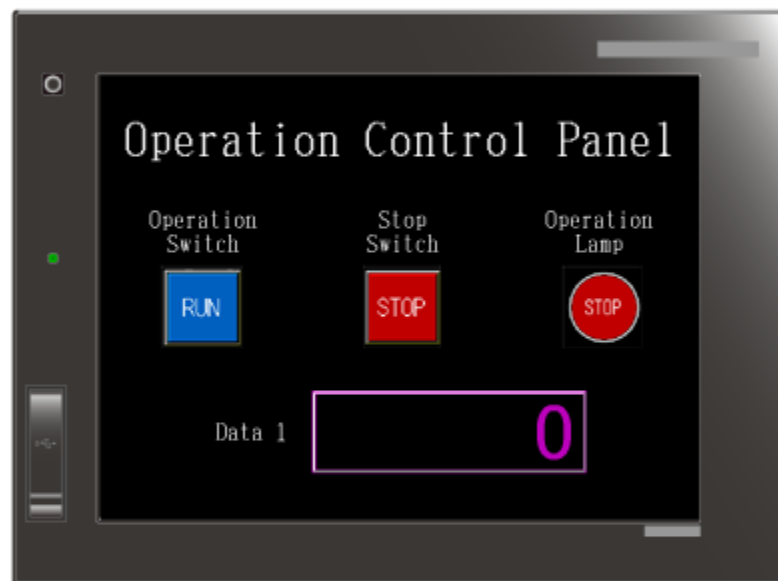 Operation Control Panel
Operation Switch
Stop Switch
Operation Lamp
RUN
STOP
STOP
Data 1
0